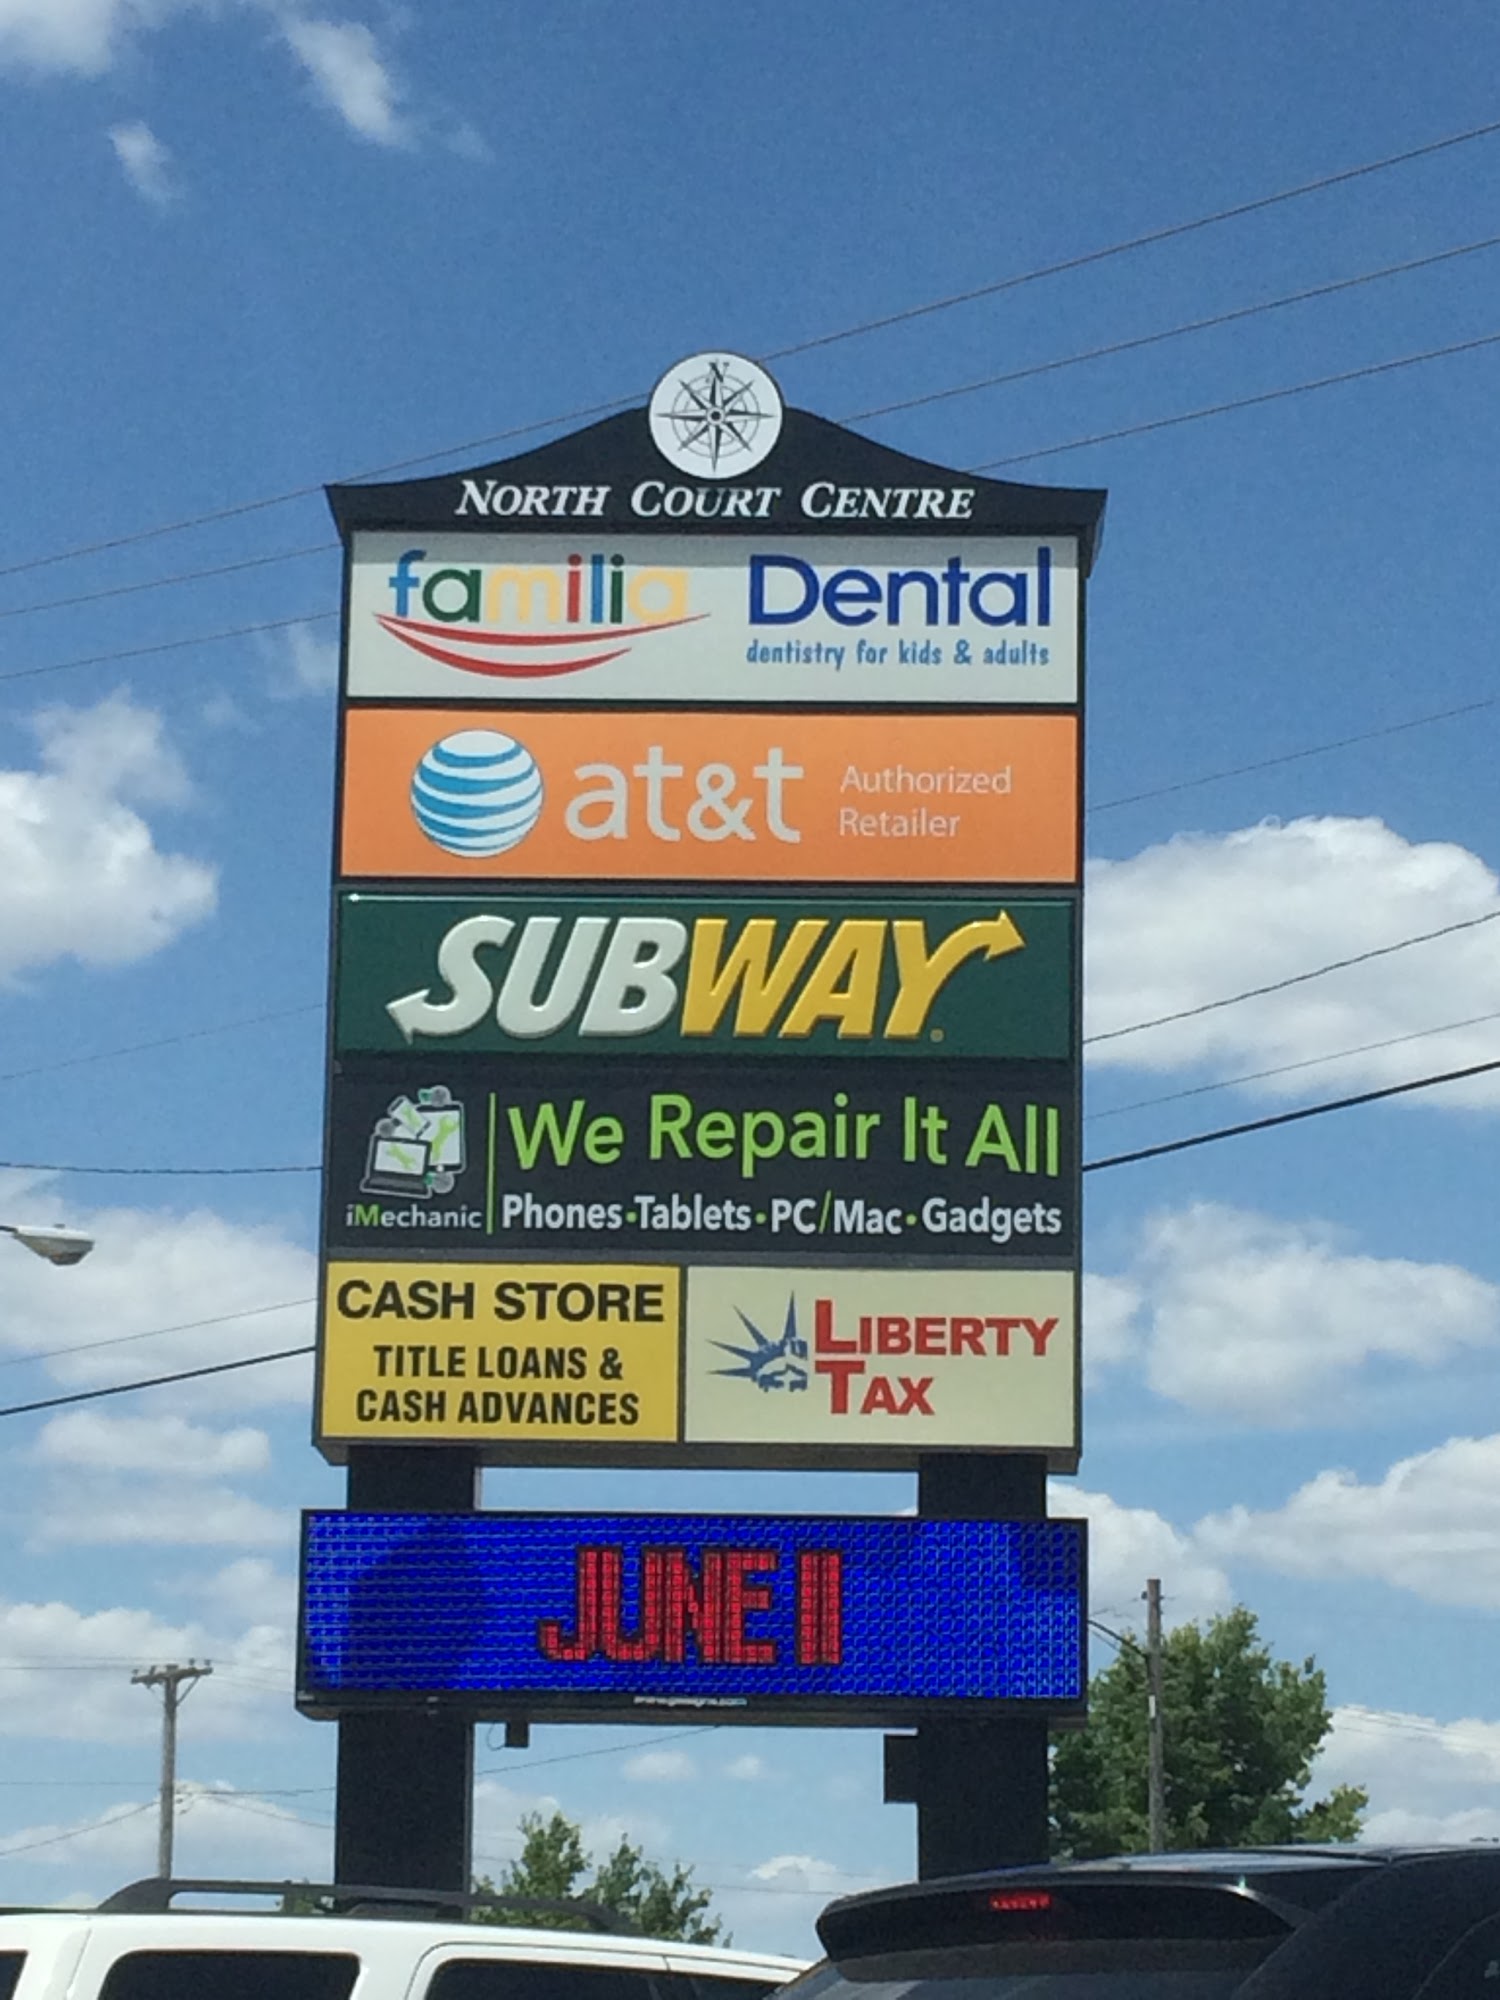 N
NORTH COURT CENTRE
familia Dental
dentistry for kids & adults
at&t Authorized
Retailer
SUBWAY
We Repair It All
iMechanic Phones·Tablets·PC/Mac·Gadgets
CASH STORE
TITLE LOANS &
CASH ADVANCES
LIBERTY
TAX
JUNE 11